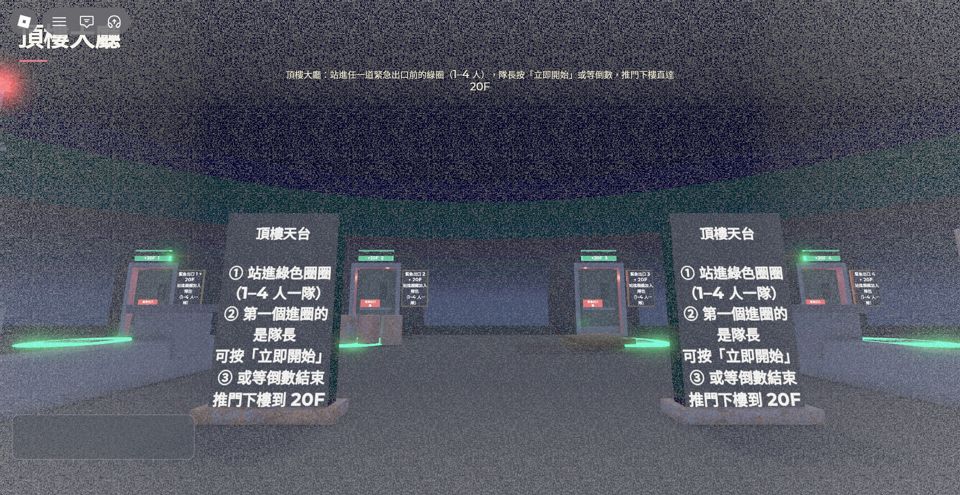 頂樓大廳
頂樓大廳：站進任一道緊急出口前的綠圈（1–4 人），隊長按「立即開始」或等倒數，推門下樓直達
20F
頂樓天台
① 站進綠色圈圈
（1–4 人一隊）
② 第一個進圈的
是隊長
可按「立即開始」
③ 或等倒數結束
推門下樓到 20F
頂樓天台
① 站進綠色圈圈
（1–4 人一隊）
② 第一個進圈的
是隊長
可按「立即開始」
③ 或等倒數結束
推門下樓到 20F